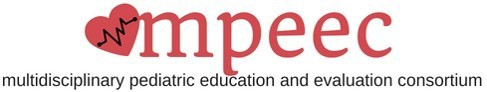 mpeec
multidisciplinary pediatric education and evaluation consortium